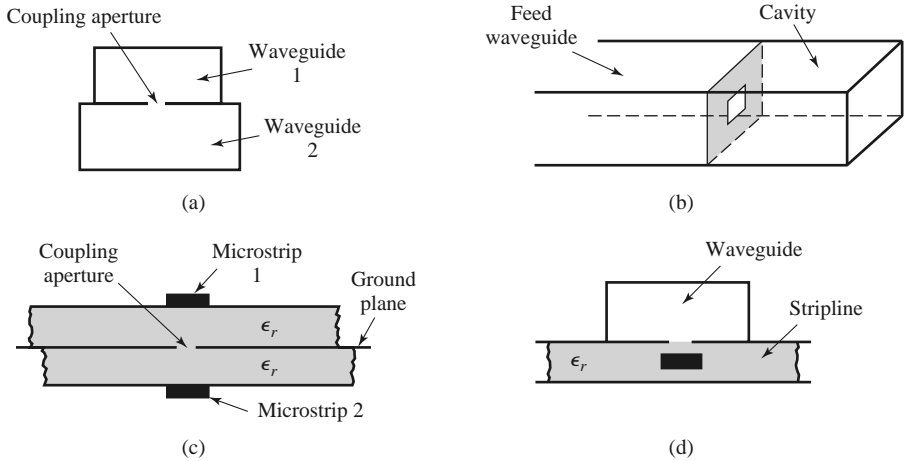 Coupling aperture
Waveguide
1
Waveguide
2
(a)
Feed
waveguide
Cavity
(b)
Coupling
aperture
Microstrip
1
Ground
plane
ϵr
ϵr
Microstrip 2
(c)
Waveguide
Stripline
ϵr
(d)